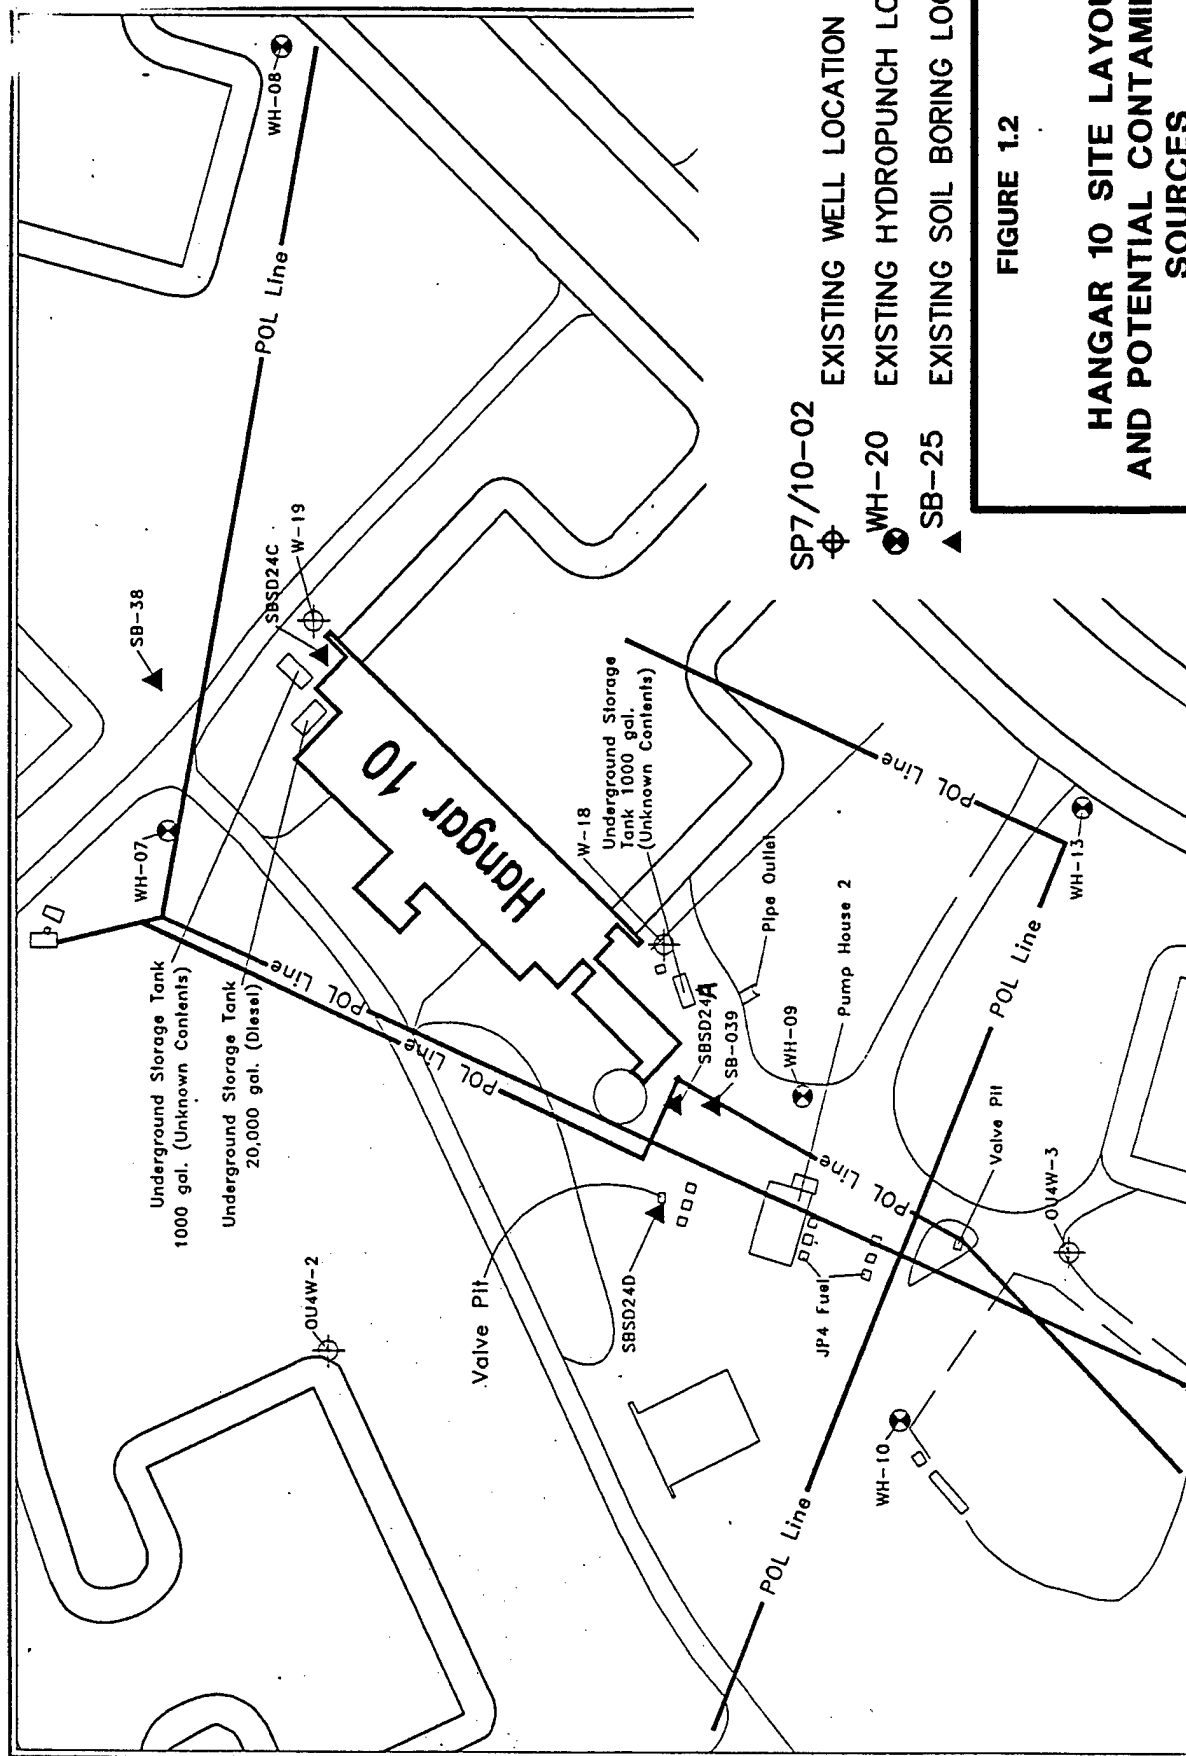 WH-08
POL Line
SB-38
SBSD24C
W-19
WH-07
Underground Storage Tank
1000 gal. (Unknown Contents)
Underground Storage Tank
20,000 gal. (Diesel)
POL Line
POL Line
Hangar 10
W-18
Underground Storage
Tank 1000 gal.
(Unknown Contents)
OU4W-2
Valve Pit
SBSD24D
SBSD24A
SB-039
Pipe Outlet
WH-09
Pump House 2
POL Line
POL Line
WH-13
POL Line
JP4 Fuel
Valve Pit
OU4W-3
WH-10
POL Line
SP7/10-02
EXISTING WELL LOCATION
WH-20
EXISTING HYDROPUNCH LO
SB-25
EXISTING SOIL BORING LOC
FIGURE 1.2
HANGAR 10 SITE LAYOU
AND POTENTIAL CONTAMI
SOURCES